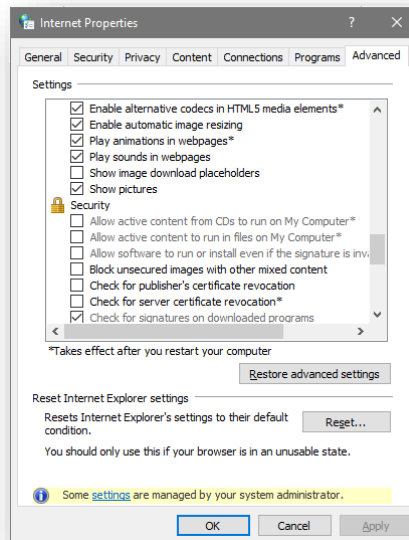 Internet Properties
General Security Privacy Content Connections Programs Advanced
Settings
Enable alternative codecs in HTML5 media elements*
Enable automatic image resizing
Play animations in webpages*
Play sounds in webpages
Show image download placeholders
Show pictures
Security
Allow active content from CDs to run on My Computer*
Allow active content to run in files on My Computer*
Allow software to run or install even if the signature is
Block unsecured images with other mixed content
Check for publisher's certificate revocation
Check for server certificate revocation*
Check for signatures on downloaded programs
*Takes effect after you restart your computer
Restore advanced settings
Reset Internet Explorer settings
Resets Internet Explorer's settings to their default
condition.
Reset...
You should only use this if your browser is in an unusable state.
Some settings are managed by your system administrator.
OK Cancel Apply